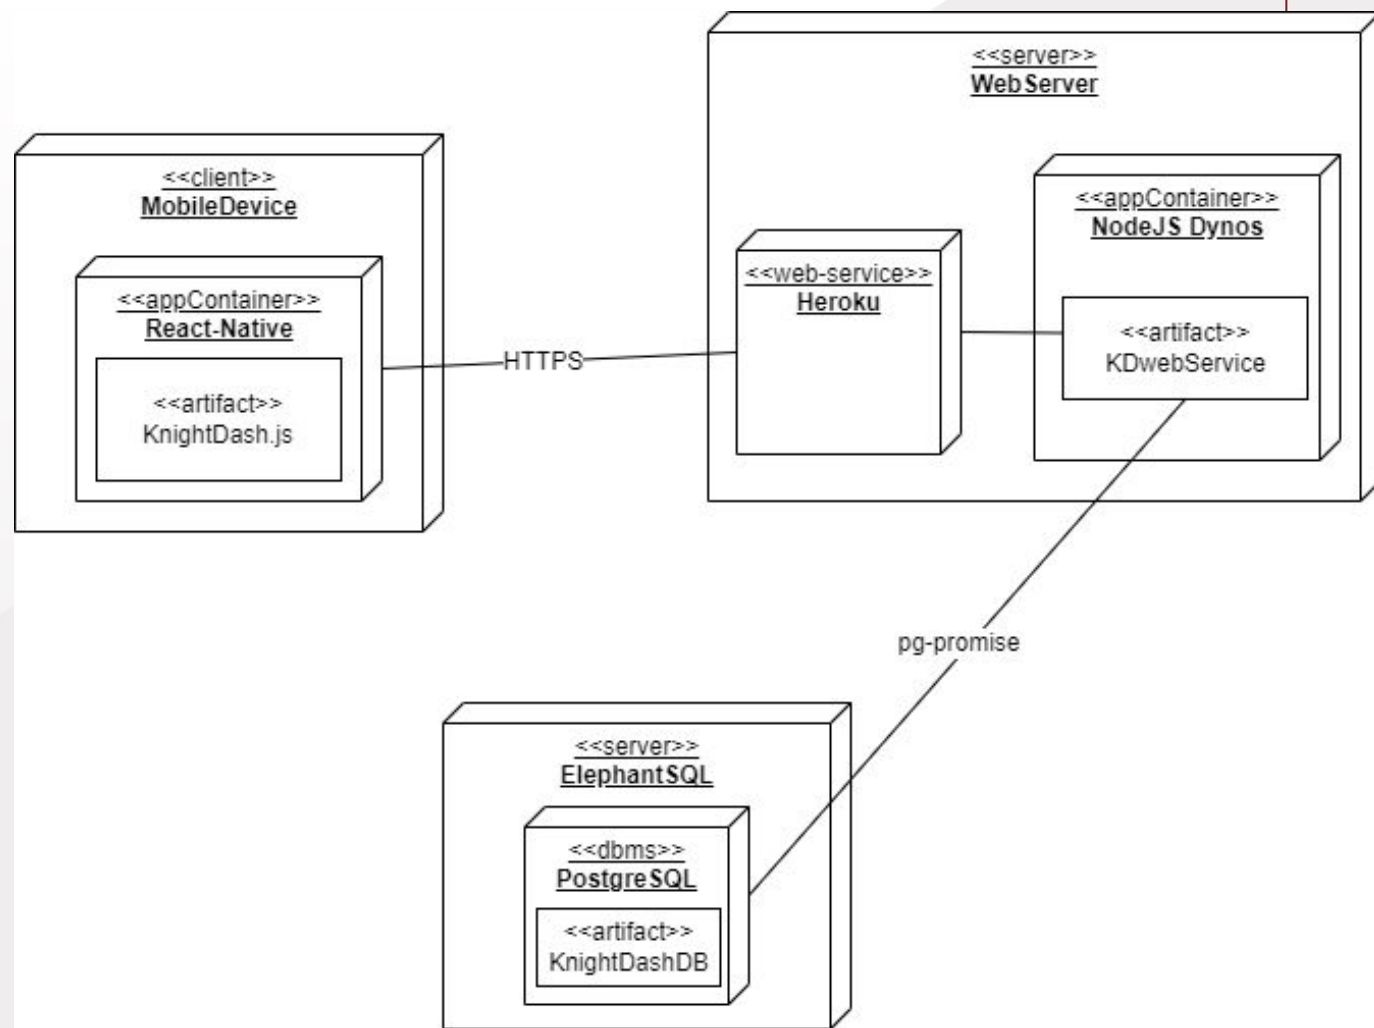 <<server>>
WebServer
<<client>>
MobileDevice
<<appContainer>>
React-Native
<<artifact>>
KnightDash.js
HTTPS
<<web-service>>
Heroku
<<appContainer>>
NodeJS Dynos
<<artifact>>
KDwebService
pg-promise
<<server>>
ElephantSQL
<<dbms>>
PostgreSQL
<<artifact>>
KnightDashDB